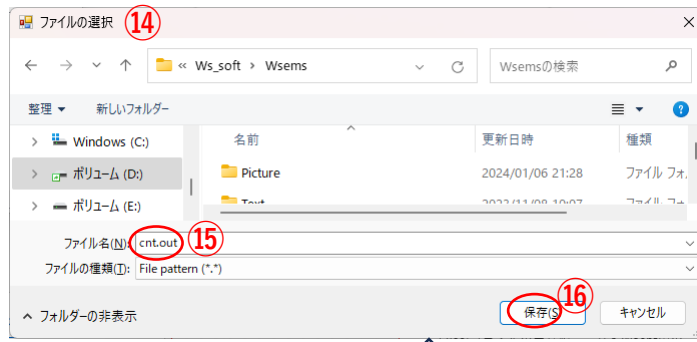 ファイルの選択 ⑭
« Ws_soft › Wsems Wsemsの検索
整理 新しいフォルダー
Windows (C:) 名前 更新日時 種類
ボリューム (D:) Picture 2024/01/06 21:28 ファイル フォ
ボリューム (E:)
ファイル名(N): cnt.out ⑮
ファイルの種類(T): File pattern (*.*)
⑯
フォルダーの非表示 保存(S) キャンセル